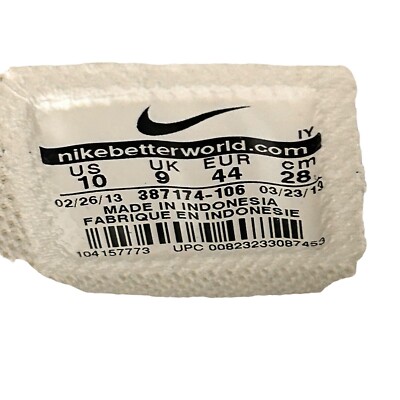 IY
nikebetterworld.com
US UK EUR cm
10 9 44 28
02/26/13 387174-106 03/23/13
MADE IN INDONESIA
FABRIQUE EN INDONESIE
104157773 UPC 00823233087453